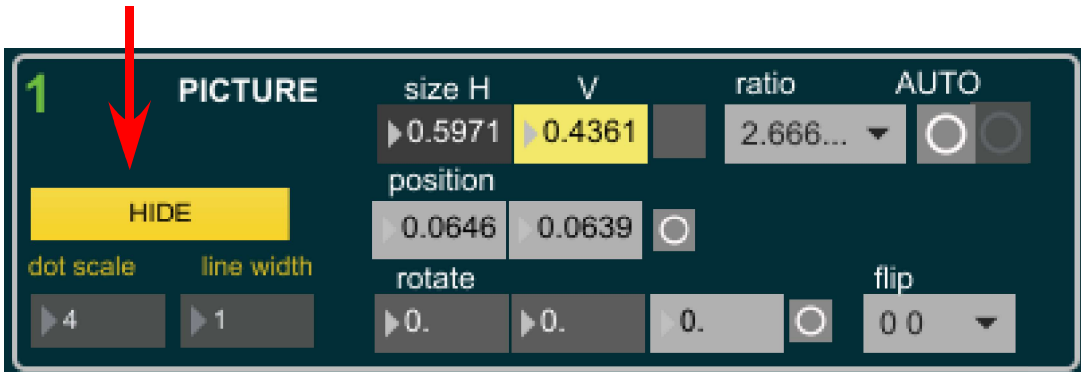 1 PICTURE size H V ratio AUTO
0.5971 0.4361 2.666...
position
HIDE
0.0646 0.0639
dot scale line width rotate flip
4 1 0. 0. 0. 0 0